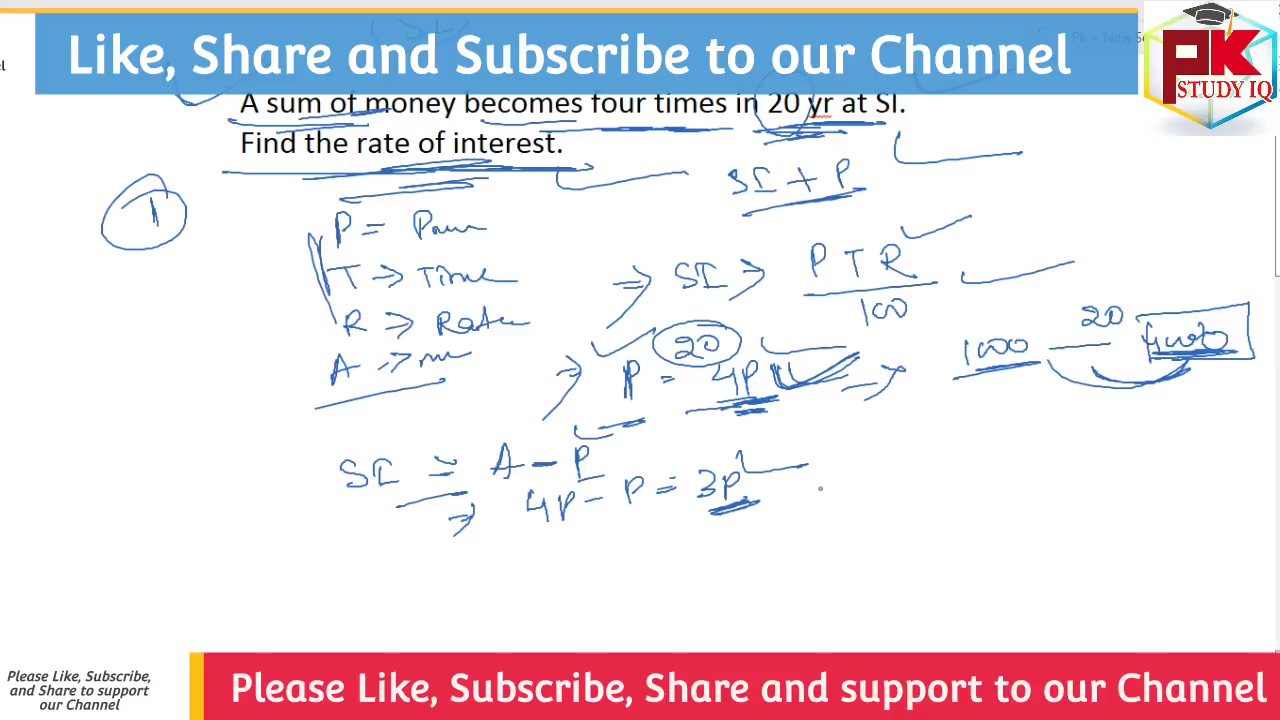 Like, Share and Subscribe to our Channel
PK
STUDY IQ
A sum of money becomes four times in 20 yr at SI.
Find the rate of interest.
SI + P
1
P =
T → Time
R → Rate
A →
⇒ SI → P T R / 100
⇒ P = 4P ⇒
20
1000 — 20
SI = A - P
⇒ 4P - P = 3P
Please Like, Subscribe,
and Share to support
our Channel
Please Like, Subscribe, Share and support to our Channel